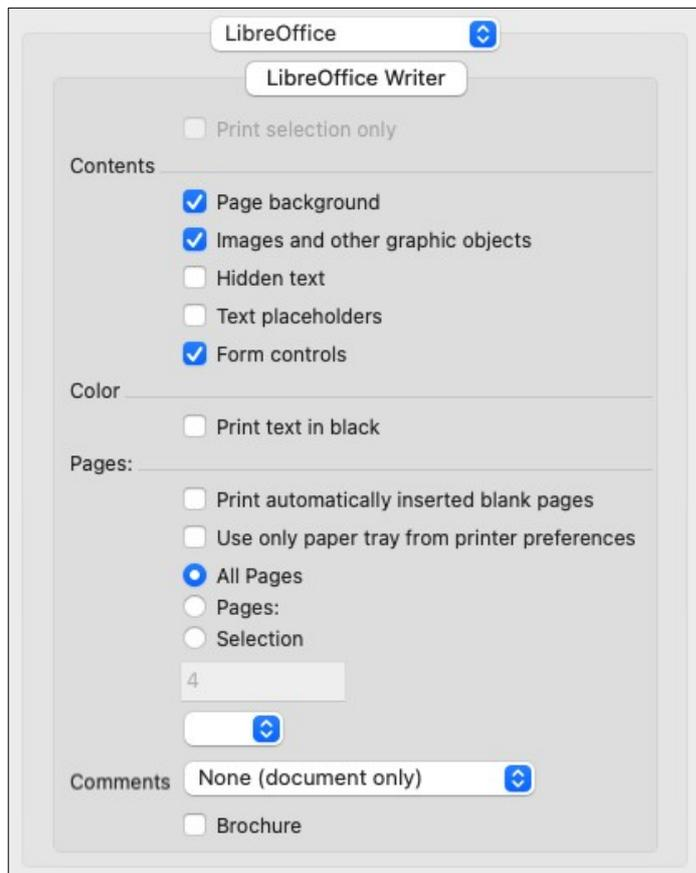 LibreOffice
LibreOffice Writer
Print selection only
Contents
Page background
Images and other graphic objects
Hidden text
Text placeholders
Form controls
Color
Print text in black
Pages:
Print automatically inserted blank pages
Use only paper tray from printer preferences
All Pages
Pages:
Selection
4
Comments None (document only)
Brochure